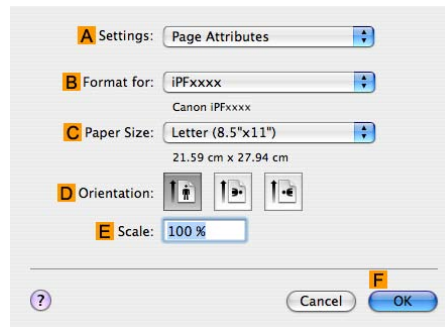 A Settings: Page Attributes
B Format for: iPFxxxx
Canon iPFxxxx
C Paper Size: Letter (8.5"x11")
21.59 cm x 27.94 cm
D Orientation:
E Scale: 100 %
F
? Cancel OK